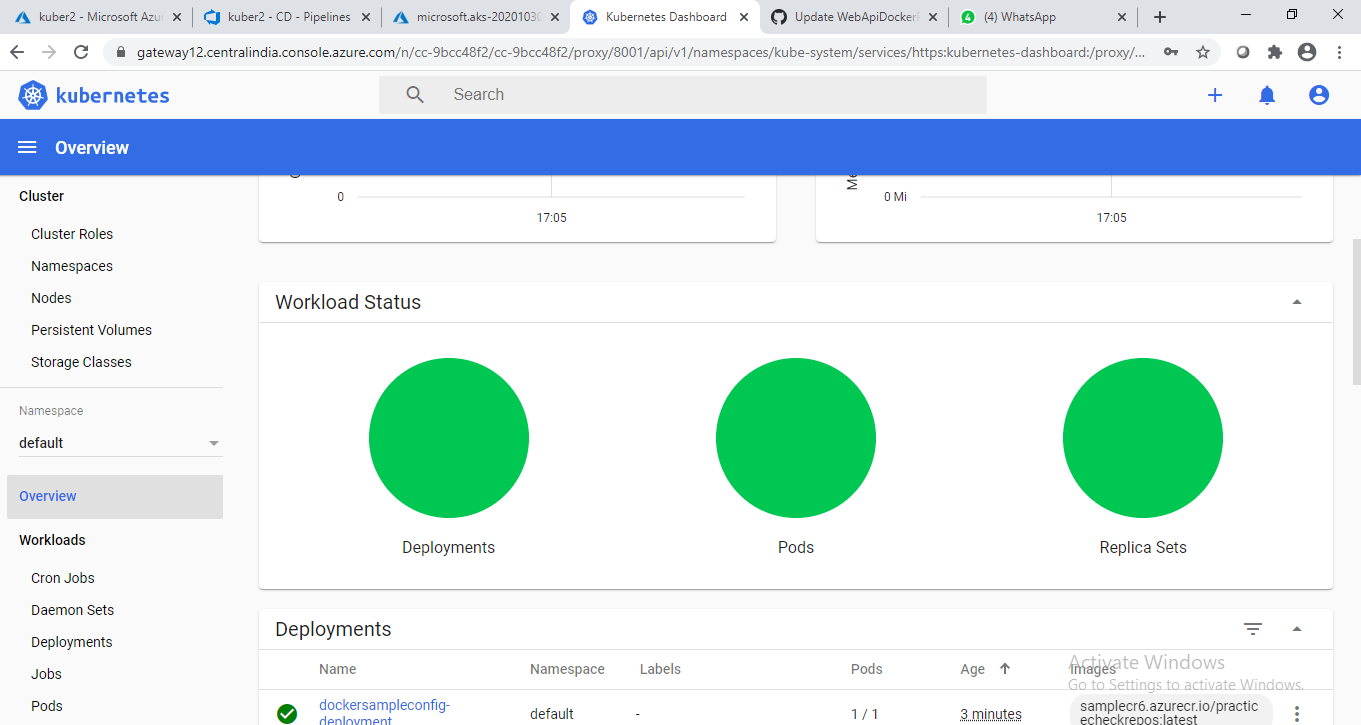 kuber2 - Microsoft Azu
kuber2 - CD - Pipelines
microsoft.aks-20201030
Kubernetes Dashboard
Update WebApiDocker
(4) WhatsApp
gateway12.centralindia.console.azure.com/n/cc-9bcc48f2/cc-9bcc48f2/proxy/8001/api/v1/namespaces/kube-system/services/https:kubernetes-dashboard:/proxy/...
kubernetes
Search
Overview
Cluster
Cluster Roles
Namespaces
Nodes
Persistent Volumes
Storage Classes
Namespace
default
Overview
Workloads
Cron Jobs
Daemon Sets
Deployments
Jobs
Pods
0
17:05
Me
0 Mi
17:05
Workload Status
Deployments
Pods
Replica Sets
Deployments
Name Namespace Labels Pods Age Images
dockersampleconfig-
deployment
default
-
1 / 1
3 minutes
samplecr6.azurecr.io/practic
echeckrepos:latest
Activate Windows
Go to Settings to activate Windows.